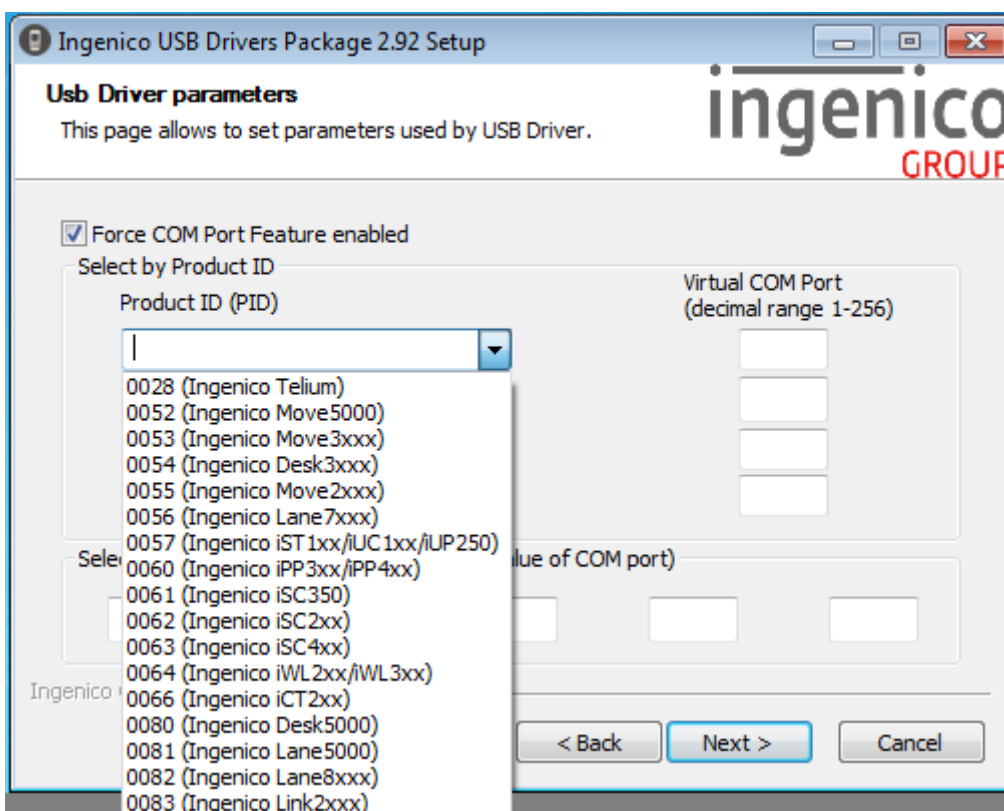 Ingenico USB Drivers Package 2.92 Setup
Usb Driver parameters
This page allows to set parameters used by USB Driver.
ingenico
GROUP
Force COM Port Feature enabled
Select by Product ID
Product ID (PID)
Virtual COM Port
(decimal range 1-256)
0028 (Ingenico Telium)
0052 (Ingenico Move5000)
0053 (Ingenico Move3xxx)
0054 (Ingenico Desk3xxx)
0055 (Ingenico Move2xxx)
0056 (Ingenico Lane7xxx)
0057 (Ingenico iST1xx/iUC1xx/iUP250)
0060 (Ingenico iPP3xx/iPP4xx)
0061 (Ingenico iSC350)
0062 (Ingenico iSC2xx)
0063 (Ingenico iSC4xx)
0064 (Ingenico iWL2xx/iWL3xx)
0066 (Ingenico iCT2xx)
0080 (Ingenico Desk5000)
0081 (Ingenico Lane5000)
0082 (Ingenico Lane8xxx)
0083 (Ingenico Link2xxx)
of COM port)
Ingenico
< Back
Next >
Cancel